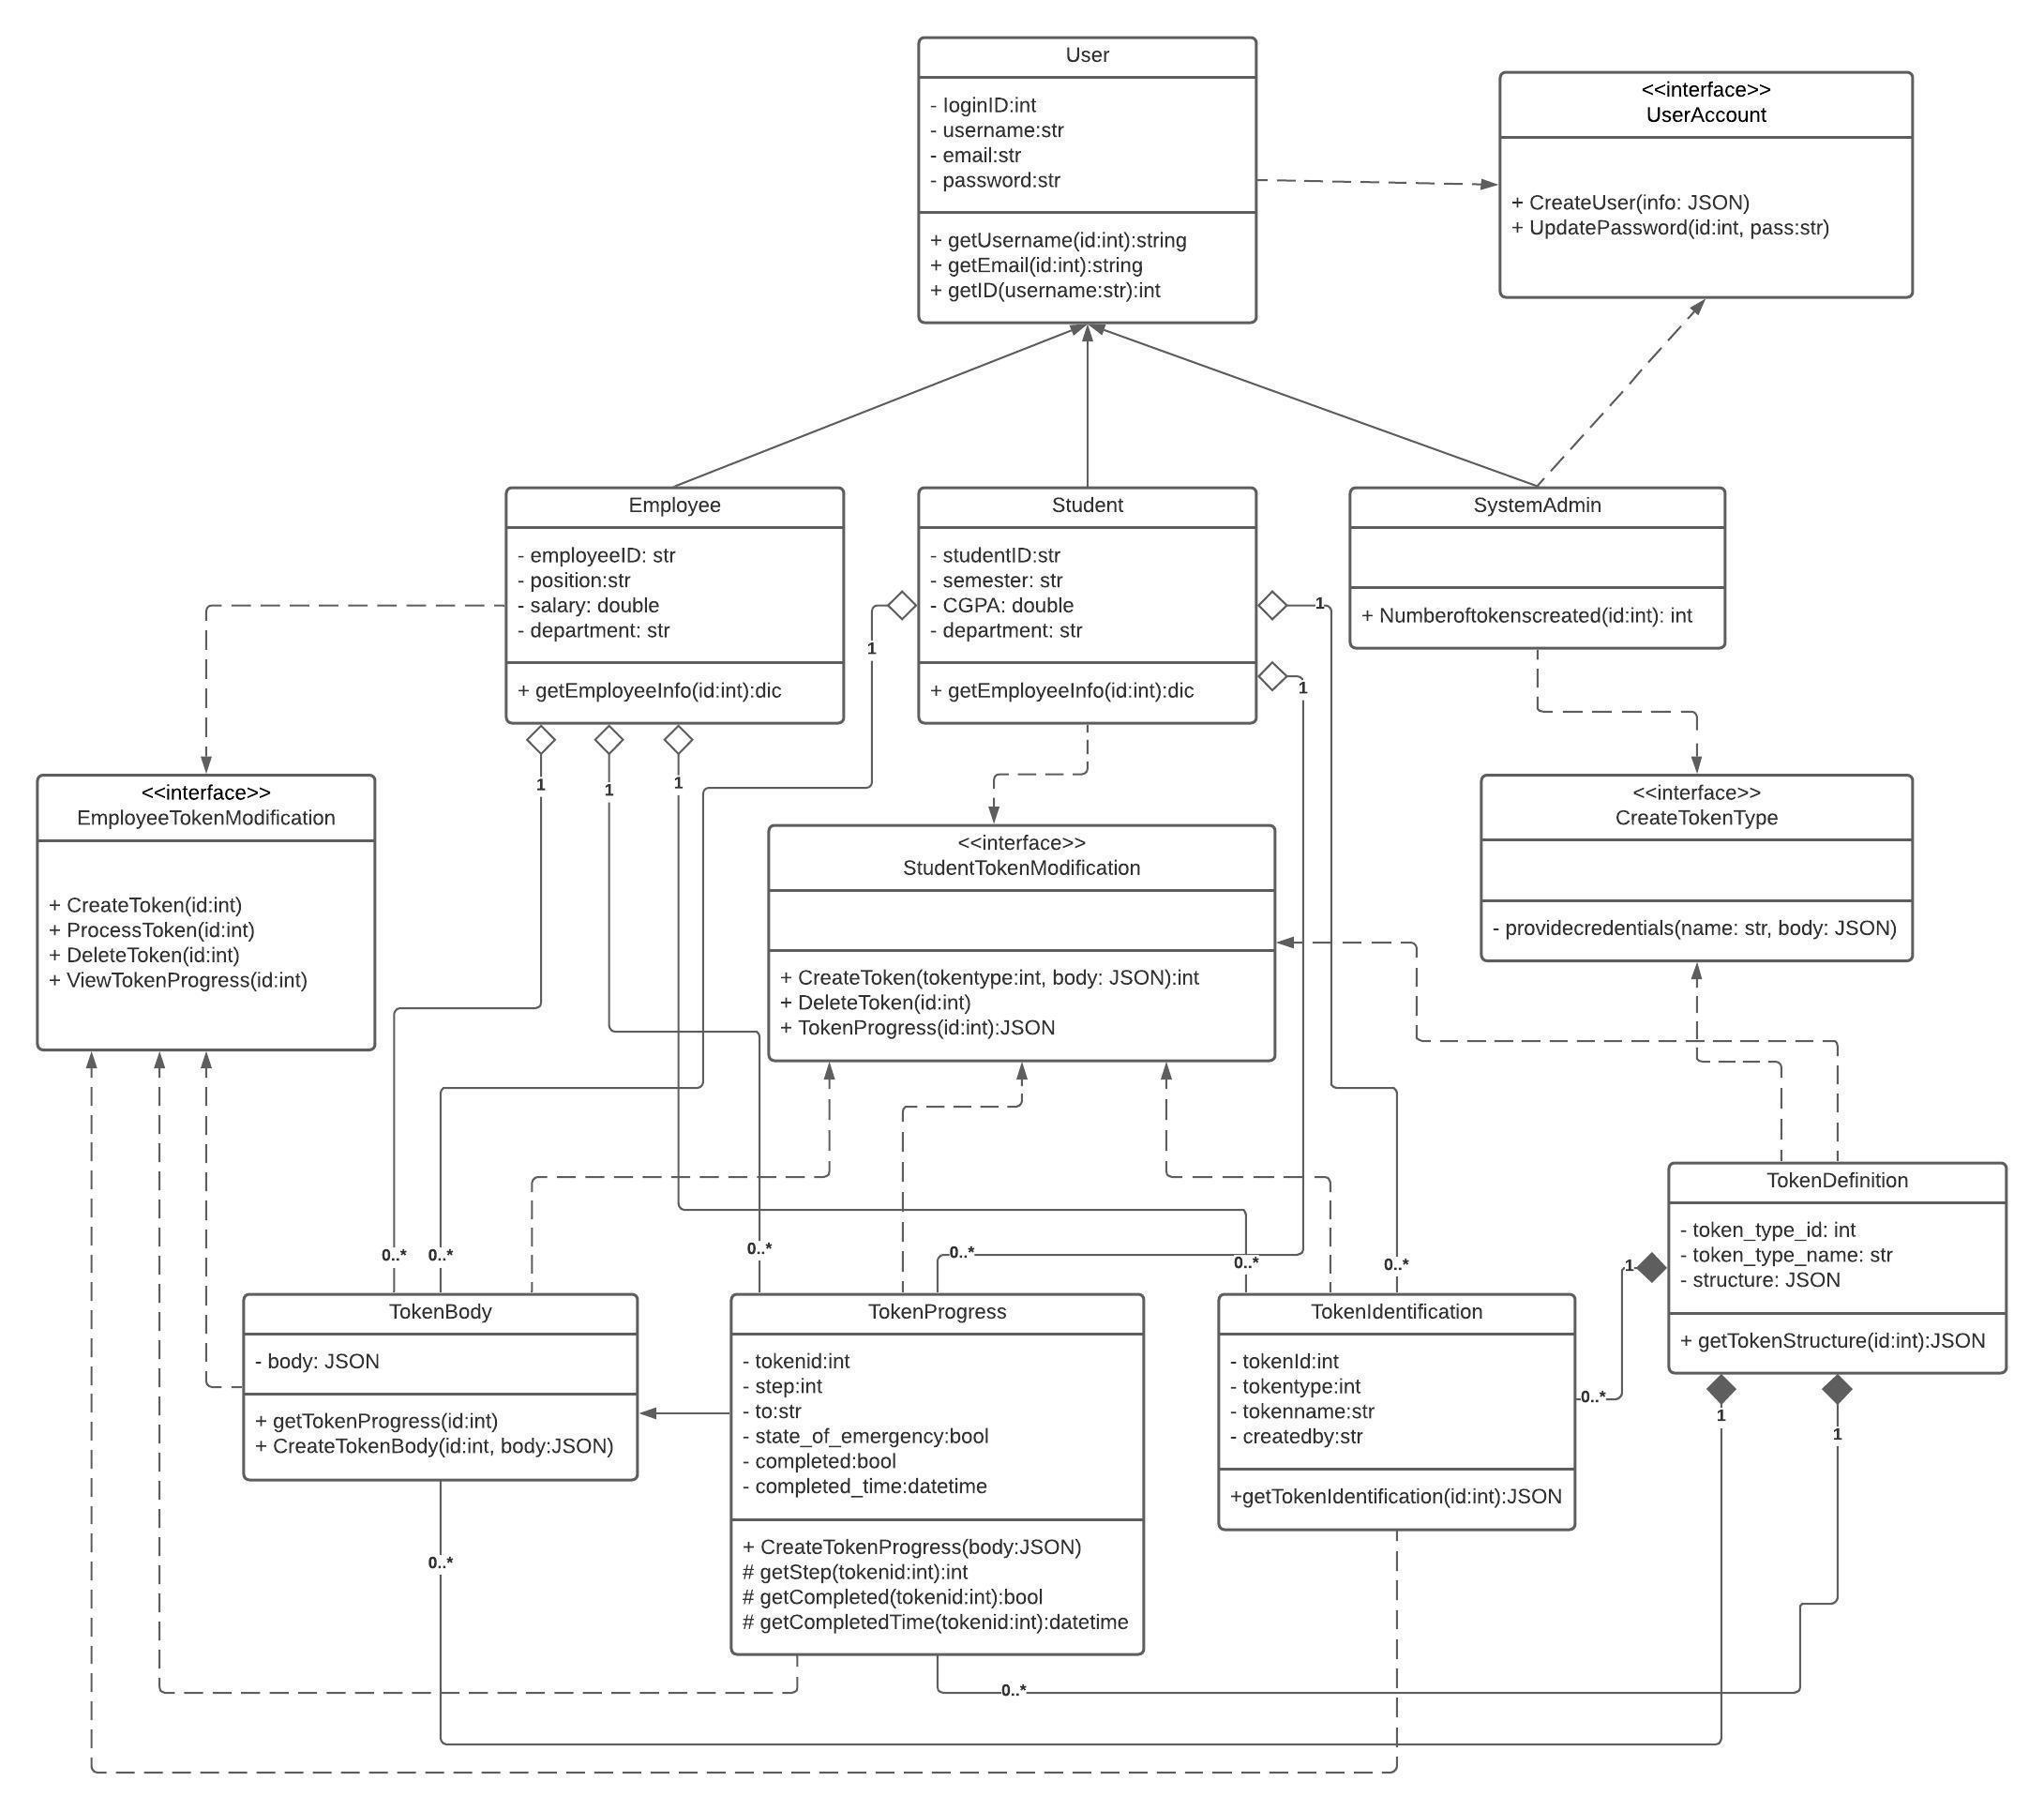 User
- loginID:int
- username:str
- email:str
- password:str
+ getUsername(id:int):string
+ getEmail(id:int):string
+ getID(username:str):int
<<interface>>
UserAccount
+ CreateUser(info: JSON)
+ UpdatePassword(id:int, pass:str)
Employee
- employeeID: str
- position:str
- salary: double
- department: str
+ getEmployeeInfo(id:int):dic
1
1
1
Student
- studentID:str
- semester: str
- CGPA: double
- department: str
+ getEmployeeInfo(id:int):dic
1
1
1
SystemAdmin
+ Numberoftokenscreated(id:int): int
<<interface>>
EmployeeTokenModification
+ CreateToken(id:int)
+ ProcessToken(id:int)
+ DeleteToken(id:int)
+ ViewTokenProgress(id:int)
<<interface>>
StudentTokenModification
+ CreateToken(tokentype:int, body: JSON):int
+ DeleteToken(id:int)
+ TokenProgress(id:int):JSON
<<interface>>
CreateTokenType
- providecredentials(name: str, body: JSON)
TokenDefinition
- token_type_id: int
- token_type_name: str
- structure: JSON
+ getTokenStructure(id:int):JSON
1
1
1
0..*
0..*
0..*
0..*
0..*
0..*
TokenBody
- body: JSON
+ getTokenProgress(id:int)
+ CreateTokenBody(id:int, body:JSON)
0..*
TokenProgress
- tokenid:int
- step:int
- to:str
- state_of_emergency:bool
- completed:bool
- completed_time:datetime
+ CreateTokenProgress(body:JSON)
# getStep(tokenid:int):int
# getCompleted(tokenid:int):bool
# getCompletedTime(tokenid:int):datetime
0..*
TokenIdentification
- tokenId:int
- tokentype:int
- tokenname:str
- createdby:str
+getTokenIdentification(id:int):JSON
0..*